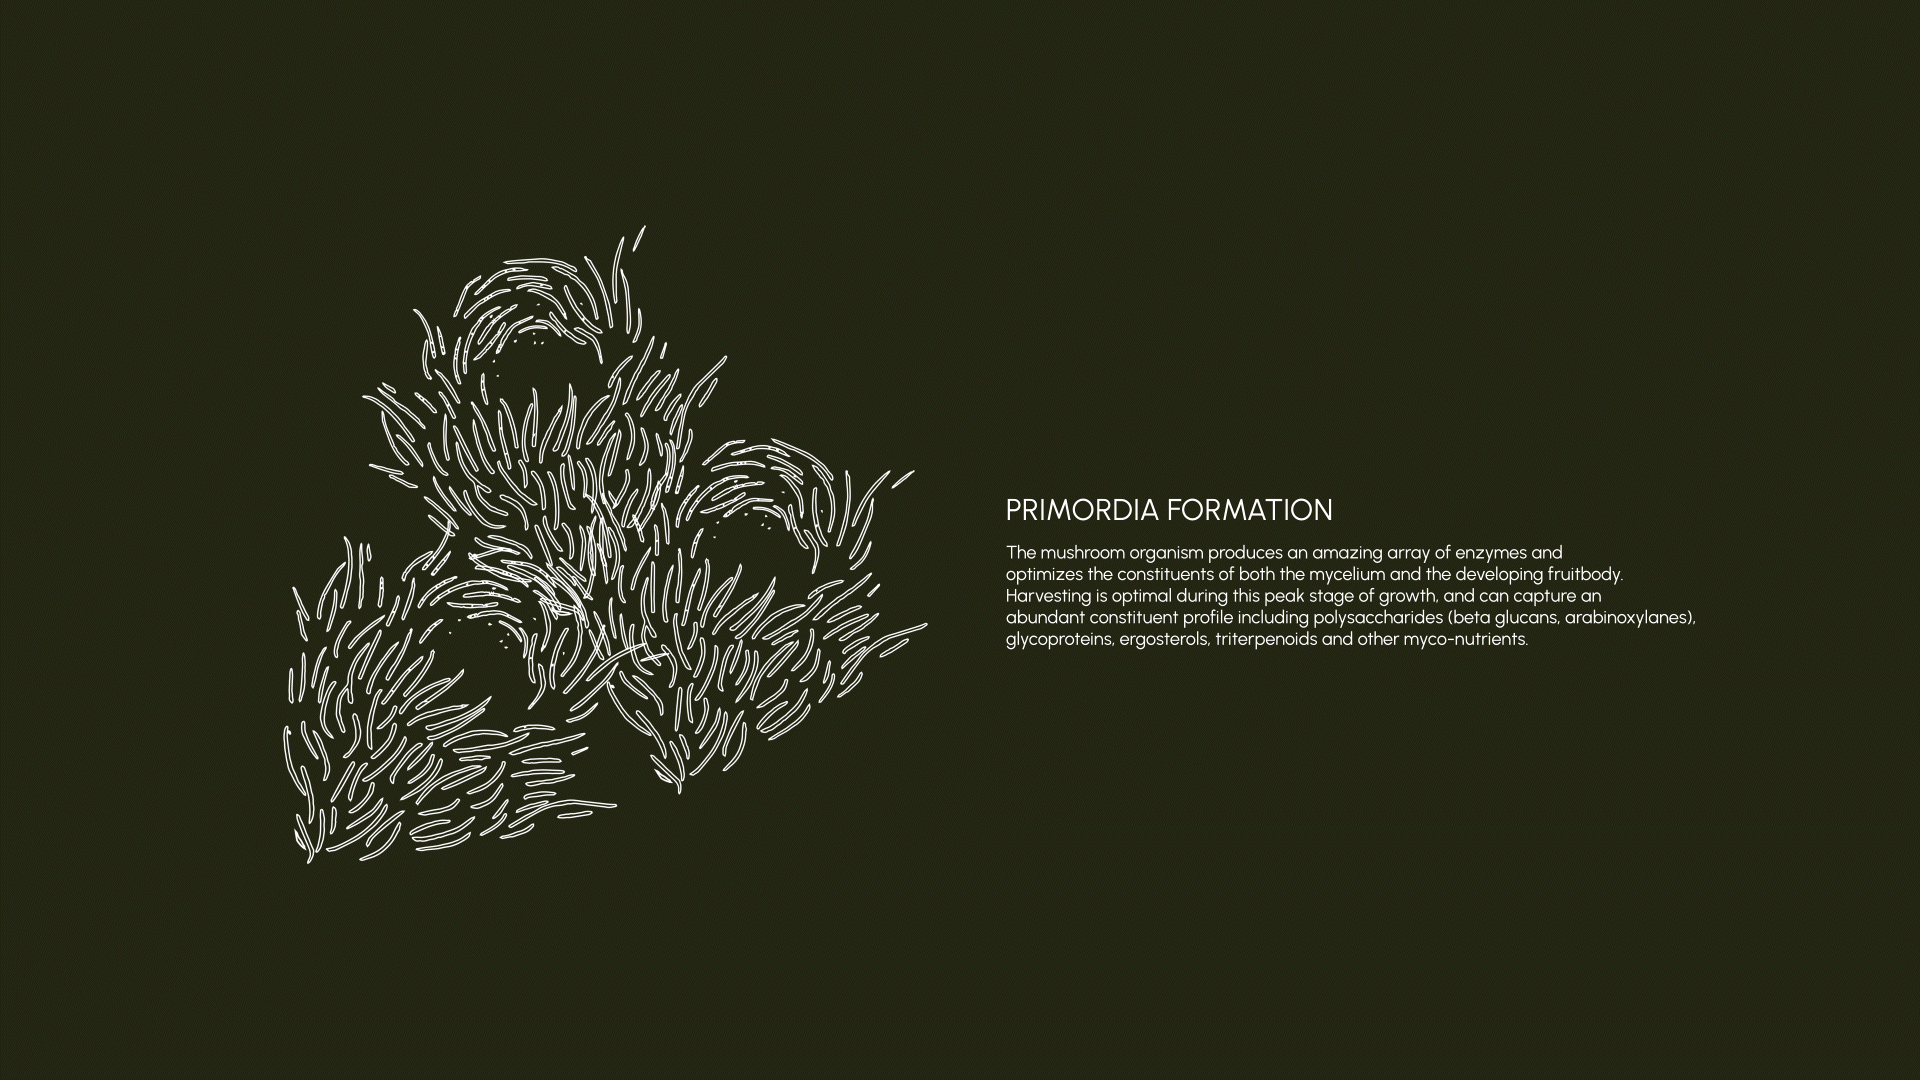 PRIMORDIA FORMATION
The mushroom organism produces an amazing array of enzymes and
optimizes the constituents of both the mycelium and the developing fruitbody.
Harvesting is optimal during this peak stage of growth, and can capture an
abundant constituent profile including polysaccharides (beta glucans, arabinoxylanes),
glycoproteins, ergosterols, triterpenoids and other myco-nutrients.